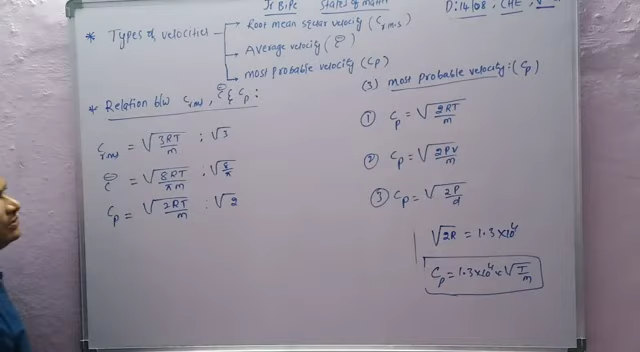 Jr BiPC States of matter D:14/08, CHE,
* Types of velocities
Root mean square velocity (Crms)
Average velocity (C̄)
most probable velocity (Cp)
* Relation b/w Crms, C̄ & Cp:
Crms = √3RT/m ; √3
C̄ = √8RT/πm ; √8/π
Cp = √2RT/m : √2
(3) most probable velocity: (Cp)
① Cp = √2RT/m
② Cp = √2PV/m
③ Cp = √2P/d
√2R = 1.3×10⁴
Cp = 1.3×10⁴×√T/m